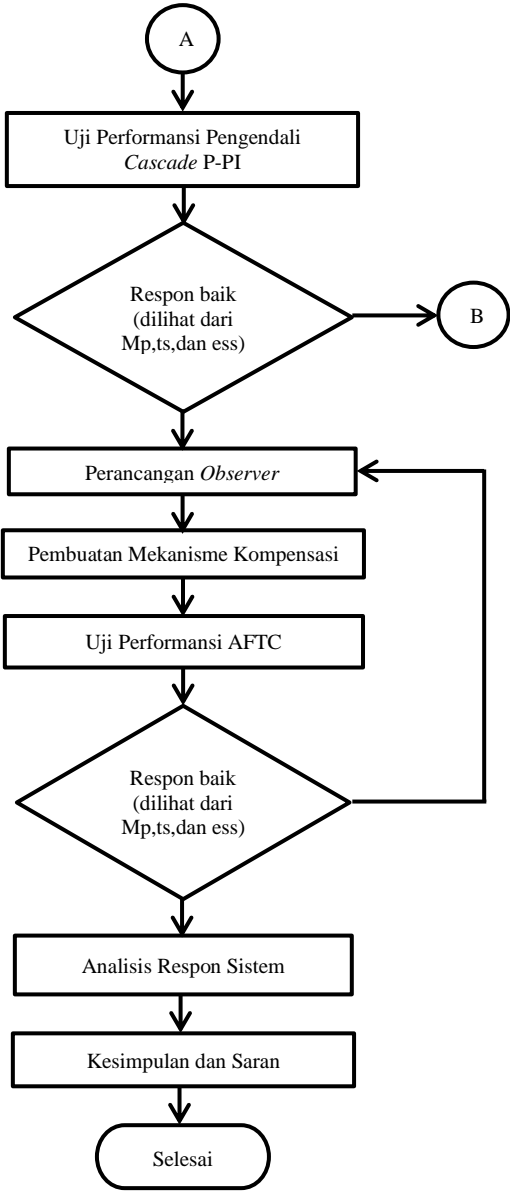 A
Uji Performansi Pengendali
Cascade P-PI
Respon baik
(dilihat dari
Mp,ts,dan ess)
B
Perancangan Observer
Pembuatan Mekanisme Kompensasi
Uji Performansi AFTC
Respon baik
(dilihat dari
Mp,ts,dan ess)
Analisis Respon Sistem
Kesimpulan dan Saran
Selesai